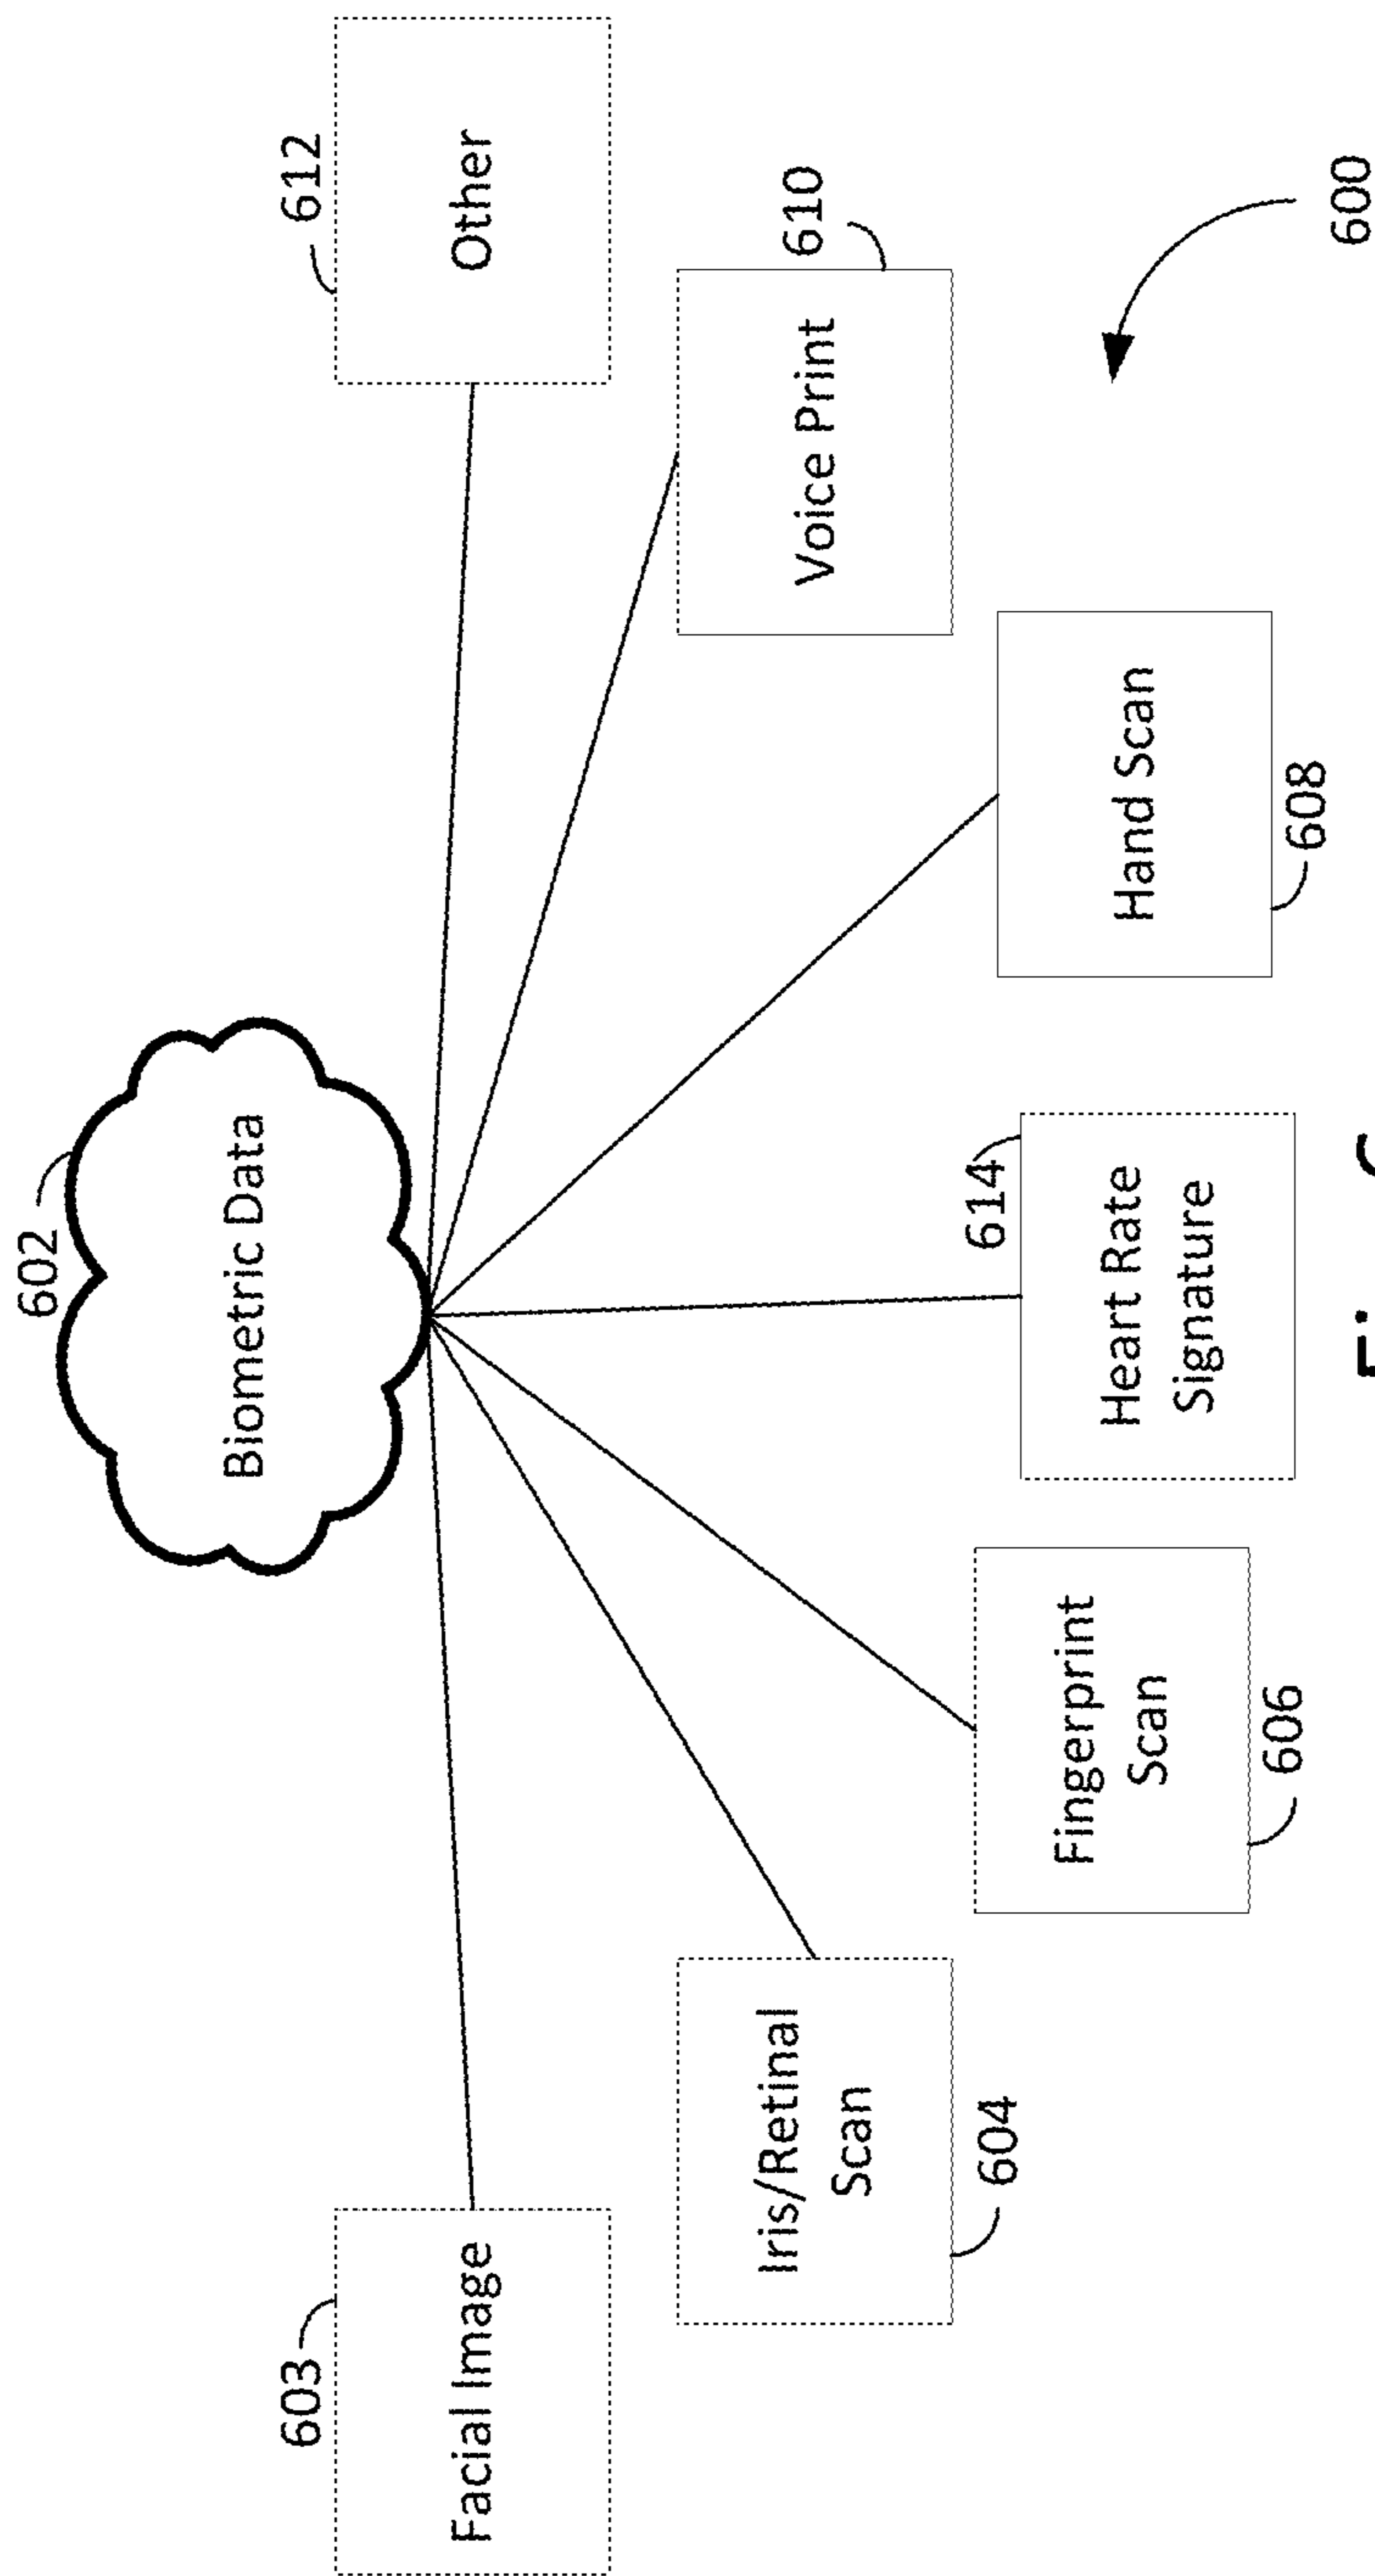 602
Biometric Data
603
Facial Image
612
Other
Iris/Retinal
Scan
604
610
Voice Print
Fingerprint
Scan
606
614
Heart Rate
Signature
Hand Scan
608
600